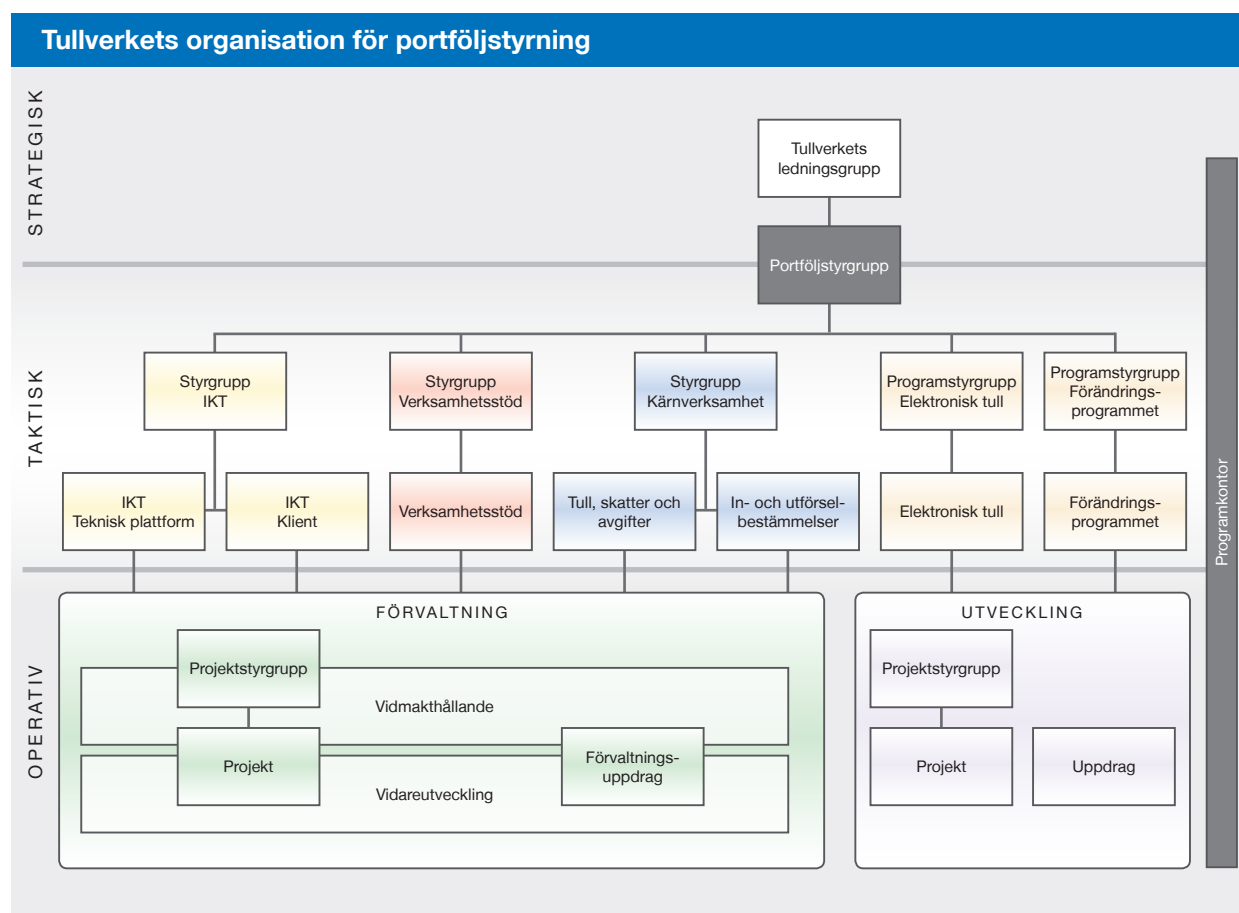 Tullverkets organisation för portföljstyrning
STRATEGISK
Tullverkets
ledningsgrupp
Portföljstyrgrupp
Programkontor
TAKTISK
Styrgrupp
IKT
Styrgrupp
Verksamhetsstöd
Styrgrupp
Kärnverksamhet
Programstyrgrupp
Elektronisk tull
Programstyrgrupp
Förändrings-
programmet
IKT
Teknisk plattform
IKT
Klient
Verksamhetsstöd
Tull, skatter och
avgifter
In- och utförsel-
bestämmelser
Elektronisk tull
Förändrings-
programmet
OPERATIV
FÖRVALTNING
Projektstyrgrupp
Vidmakthållande
Projekt
Förvaltnings-
uppdrag
Vidareutveckling
UTVECKLING
Projektstyrgrupp
Projekt
Uppdrag